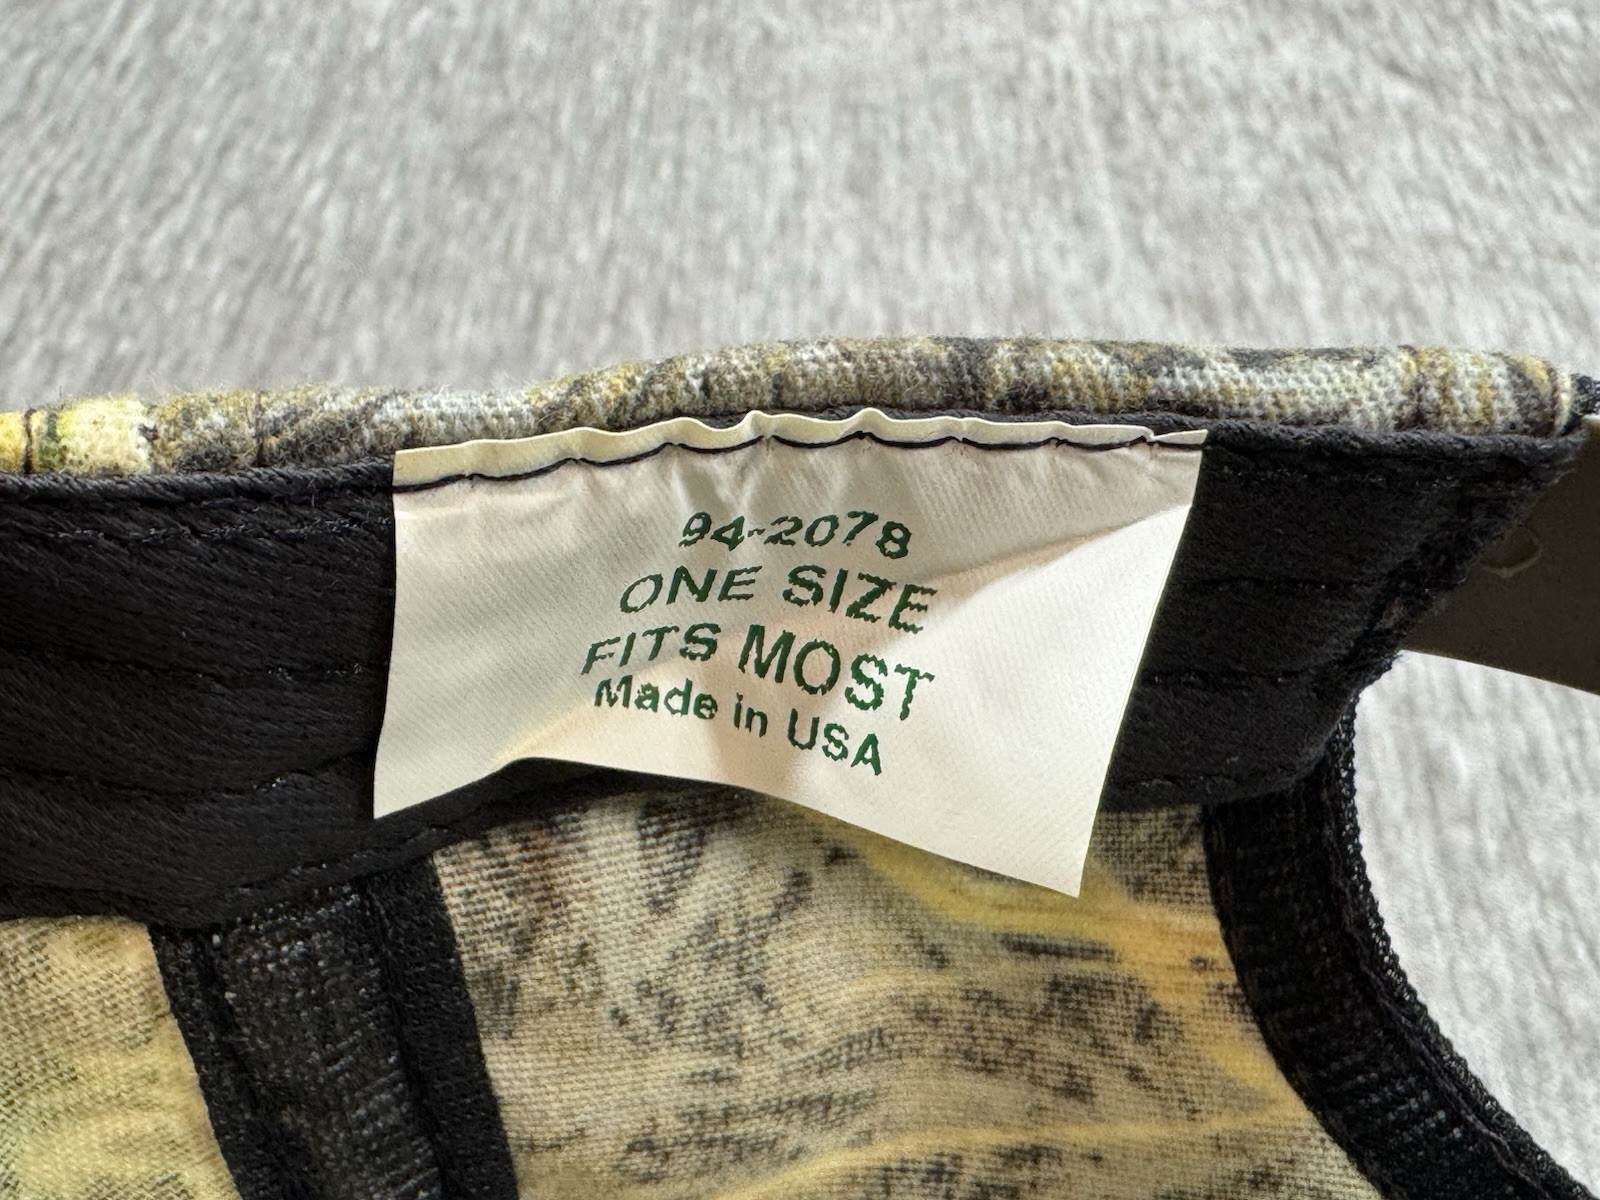 94-2078
ONE SIZE
FITS MOST
Made in USA